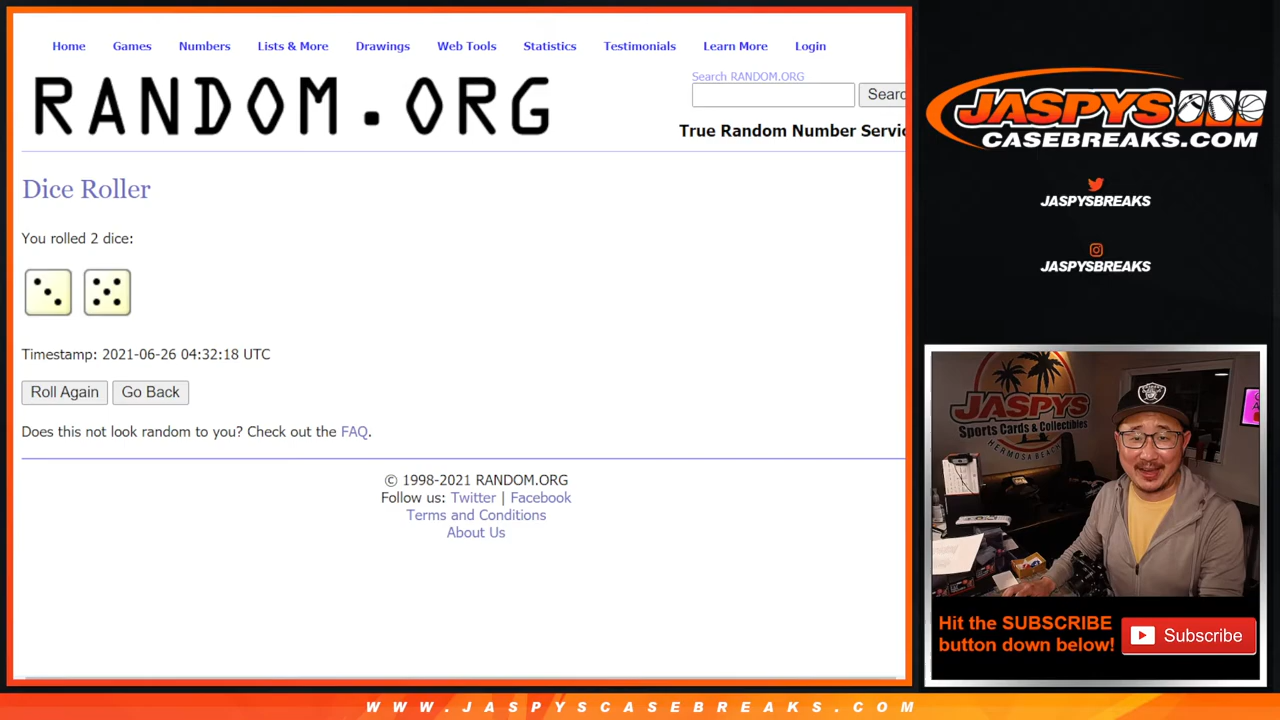 Home Games Numbers Lists & More Drawings Web Tools Statistics Testimonials Learn More Login
RANDOM.ORG
Search RANDOM.ORG
Searc
True Random Number Servic
Dice Roller
You rolled 2 dice:
Timestamp: 2021-06-26 04:32:18 UTC
Roll Again Go Back
Does this not look random to you? Check out the FAQ.
© 1998-2021 RANDOM.ORG
Follow us: Twitter | Facebook
Terms and Conditions
About Us
JASPYS
CASEBREAKS.COM
JASPYSBREAKS
JASPYSBREAKS
JASPYS
Sports Cards & Collectibles
HERMOSA BEACH
Hit the SUBSCRIBE
button down below!
Subscribe
WWW.JASPYSCASEBREAKS.COM